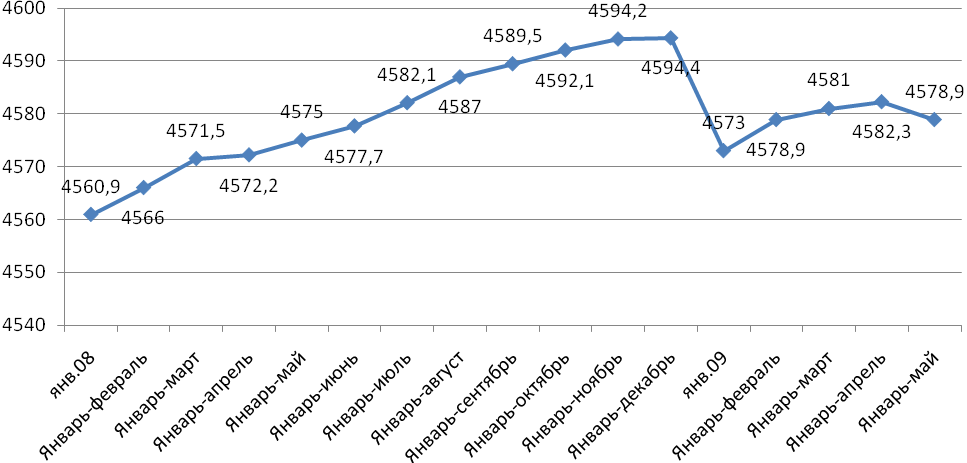 4600
4590
4580
4570
4560
4550
4540
4560,9
4566
4571,5
4572,2
4575
4577,7
4582,1
4587
4589,5
4592,1
4594,2
4594,4
4573
4578,9
4581
4582,3
4578,9
янв.08
Январь-февраль
Январь-март
Январь-апрель
Январь-май
Январь-июнь
Январь-июль
Январь-август
Январь-сентябрь
Январь-октябрь
Январь-ноябрь
Январь-декабрь
янв.09
Январь-февраль
Январь-март
Январь-апрель
Январь-май